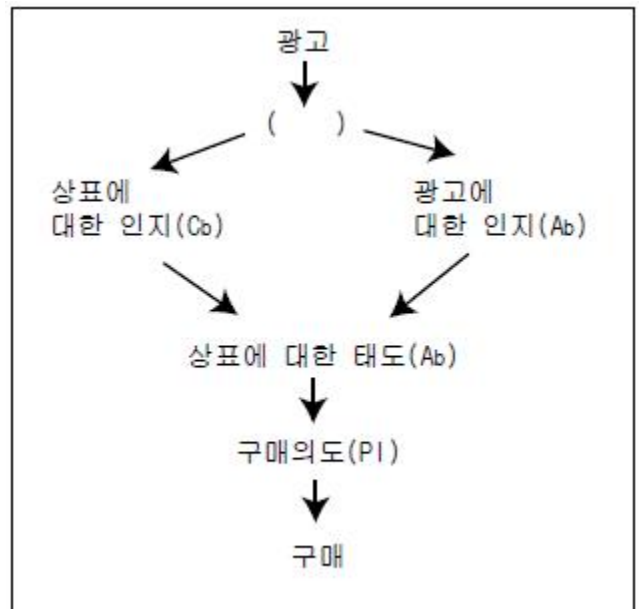 광고
(    )
상표에
대한 인지(Cb)
광고에
대한 인지(Ab)
상표에 대한 태도(Ab)
구매의도(PI)
구매